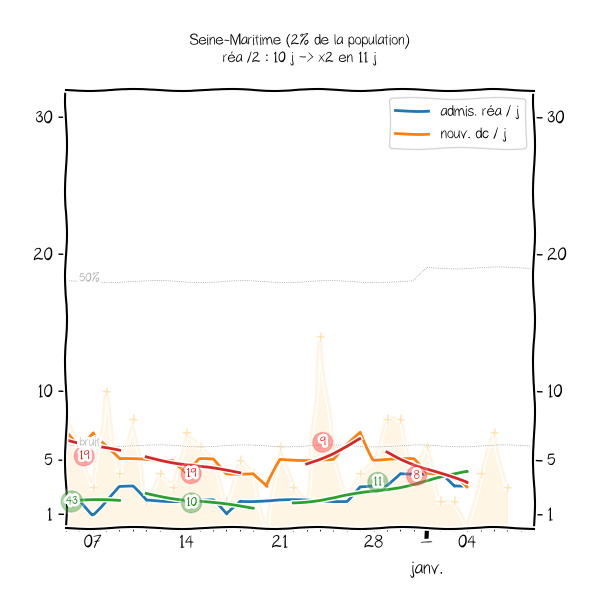 Seine-Maritime (2% de la population)
réa /2 : 10 j -> x2 en 11 j
admis. réa / j
nouv. dc / j
30 30
20 20
50%
10 10
bruit
19 19 9 8
5 5
43 10 11
1 1
07 14 21 28 1 04
janv.